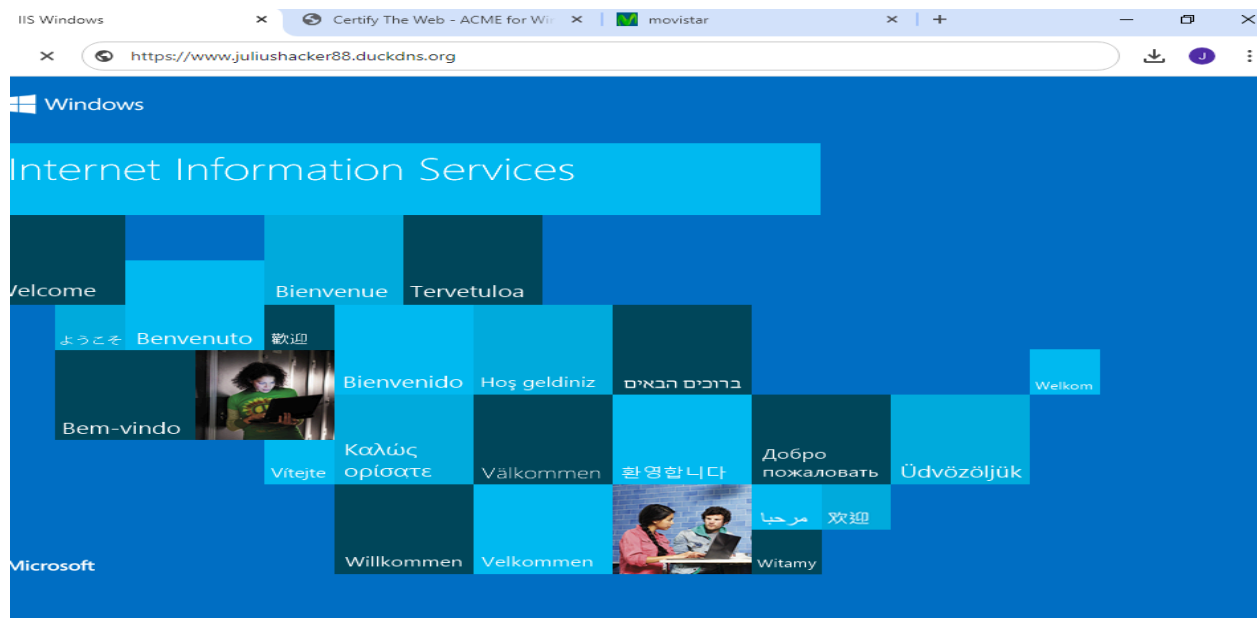 IIS Windows
Certify The Web - ACME for Wir
movistar
https://www.juliushacker88.duckdns.org
J
Windows
Internet Information Services
Velcome
Bienvenue
Tervetuloa
ようこそ
Benvenuto
歡迎
Bienvenido
Hoş geldiniz
ברוכים הבאים
Welkom
Bem-vindo
Vítejte
Καλώς
ορίσατε
Välkommen
환영합니다
Добро
пожаловать
Üdvözöljük
مرحبا
欢迎
Microsoft
Willkommen
Velkommen
Witamy